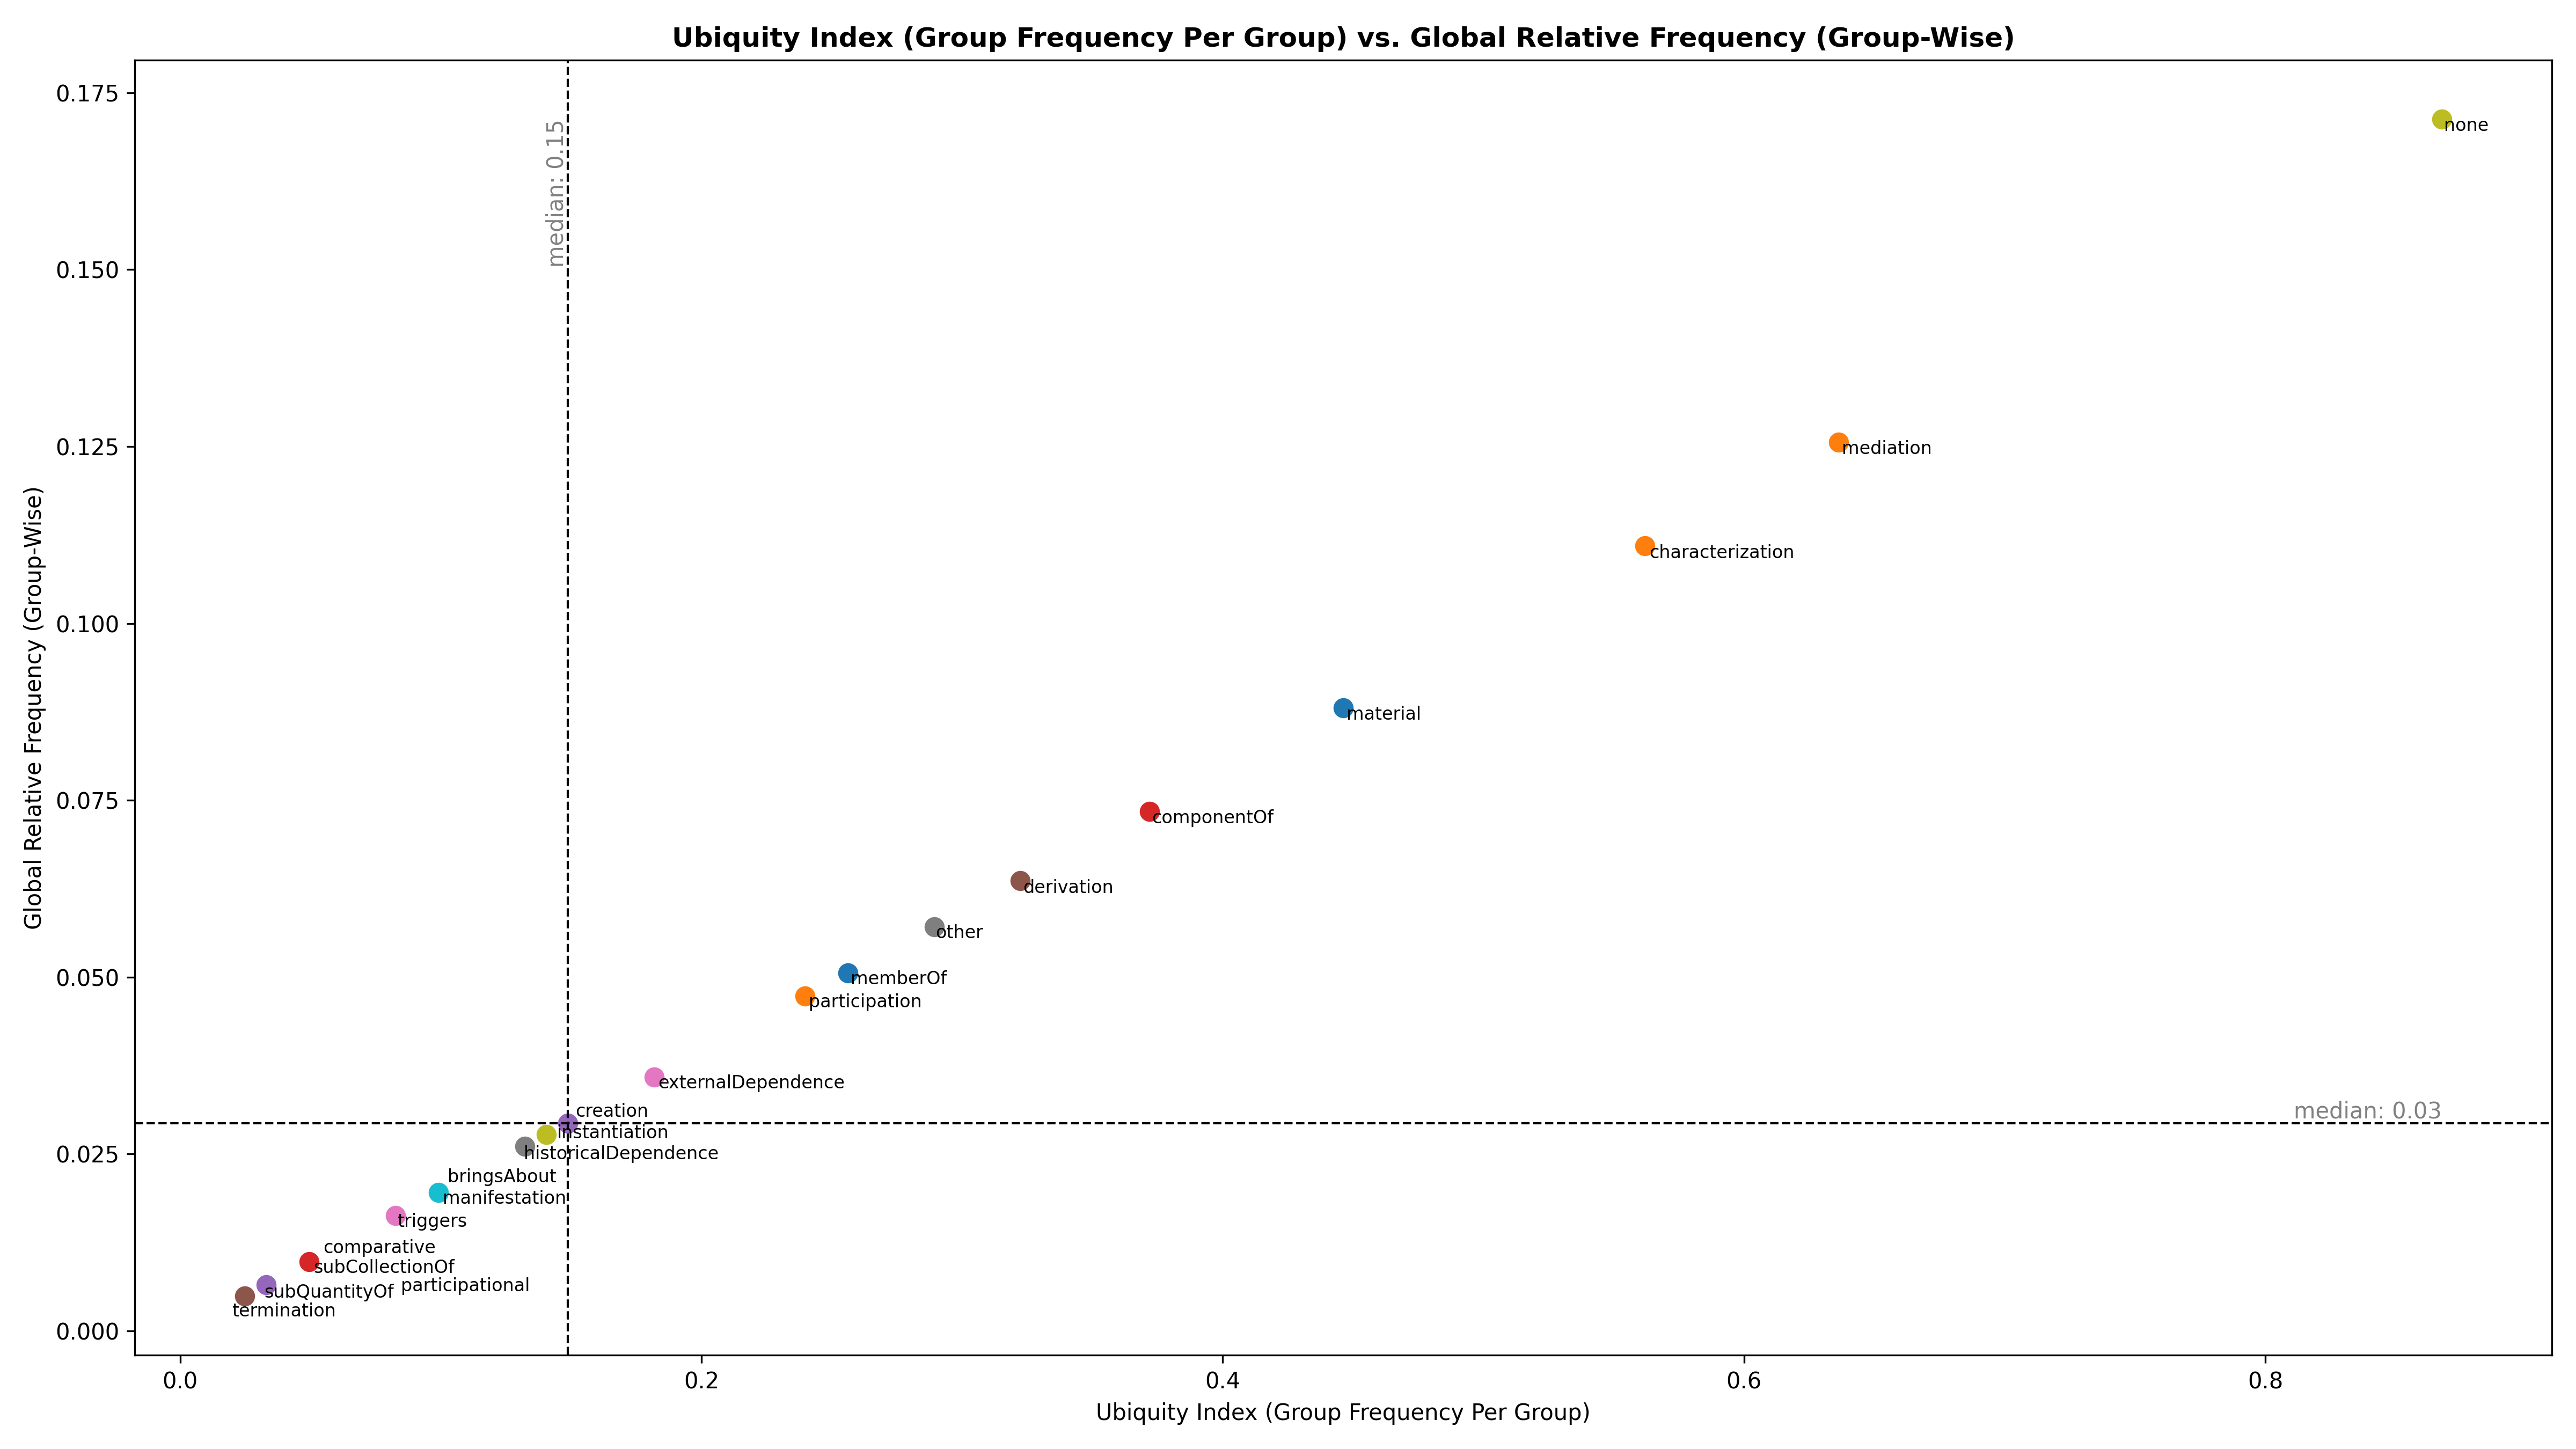 Ubiquity Index (Group Frequency Per Group) vs. Global Relative Frequency (Group-Wise)
0.175
0.150
0.125
0.100
0.075
0.050
0.025
0.000
Global Relative Frequency (Group-Wise)
median: 0.15
none
mediation
characterization
material
componentOf
derivation
other
memberOf
participation
externalDependence
creation
median: 0.03
instantiation
historicalDependence
bringsAbout
manifestation
triggers
comparative
subCollectionOf
participational
subQuantityOf
termination
0.0
0.2
0.4
0.6
0.8
Ubiquity Index (Group Frequency Per Group)